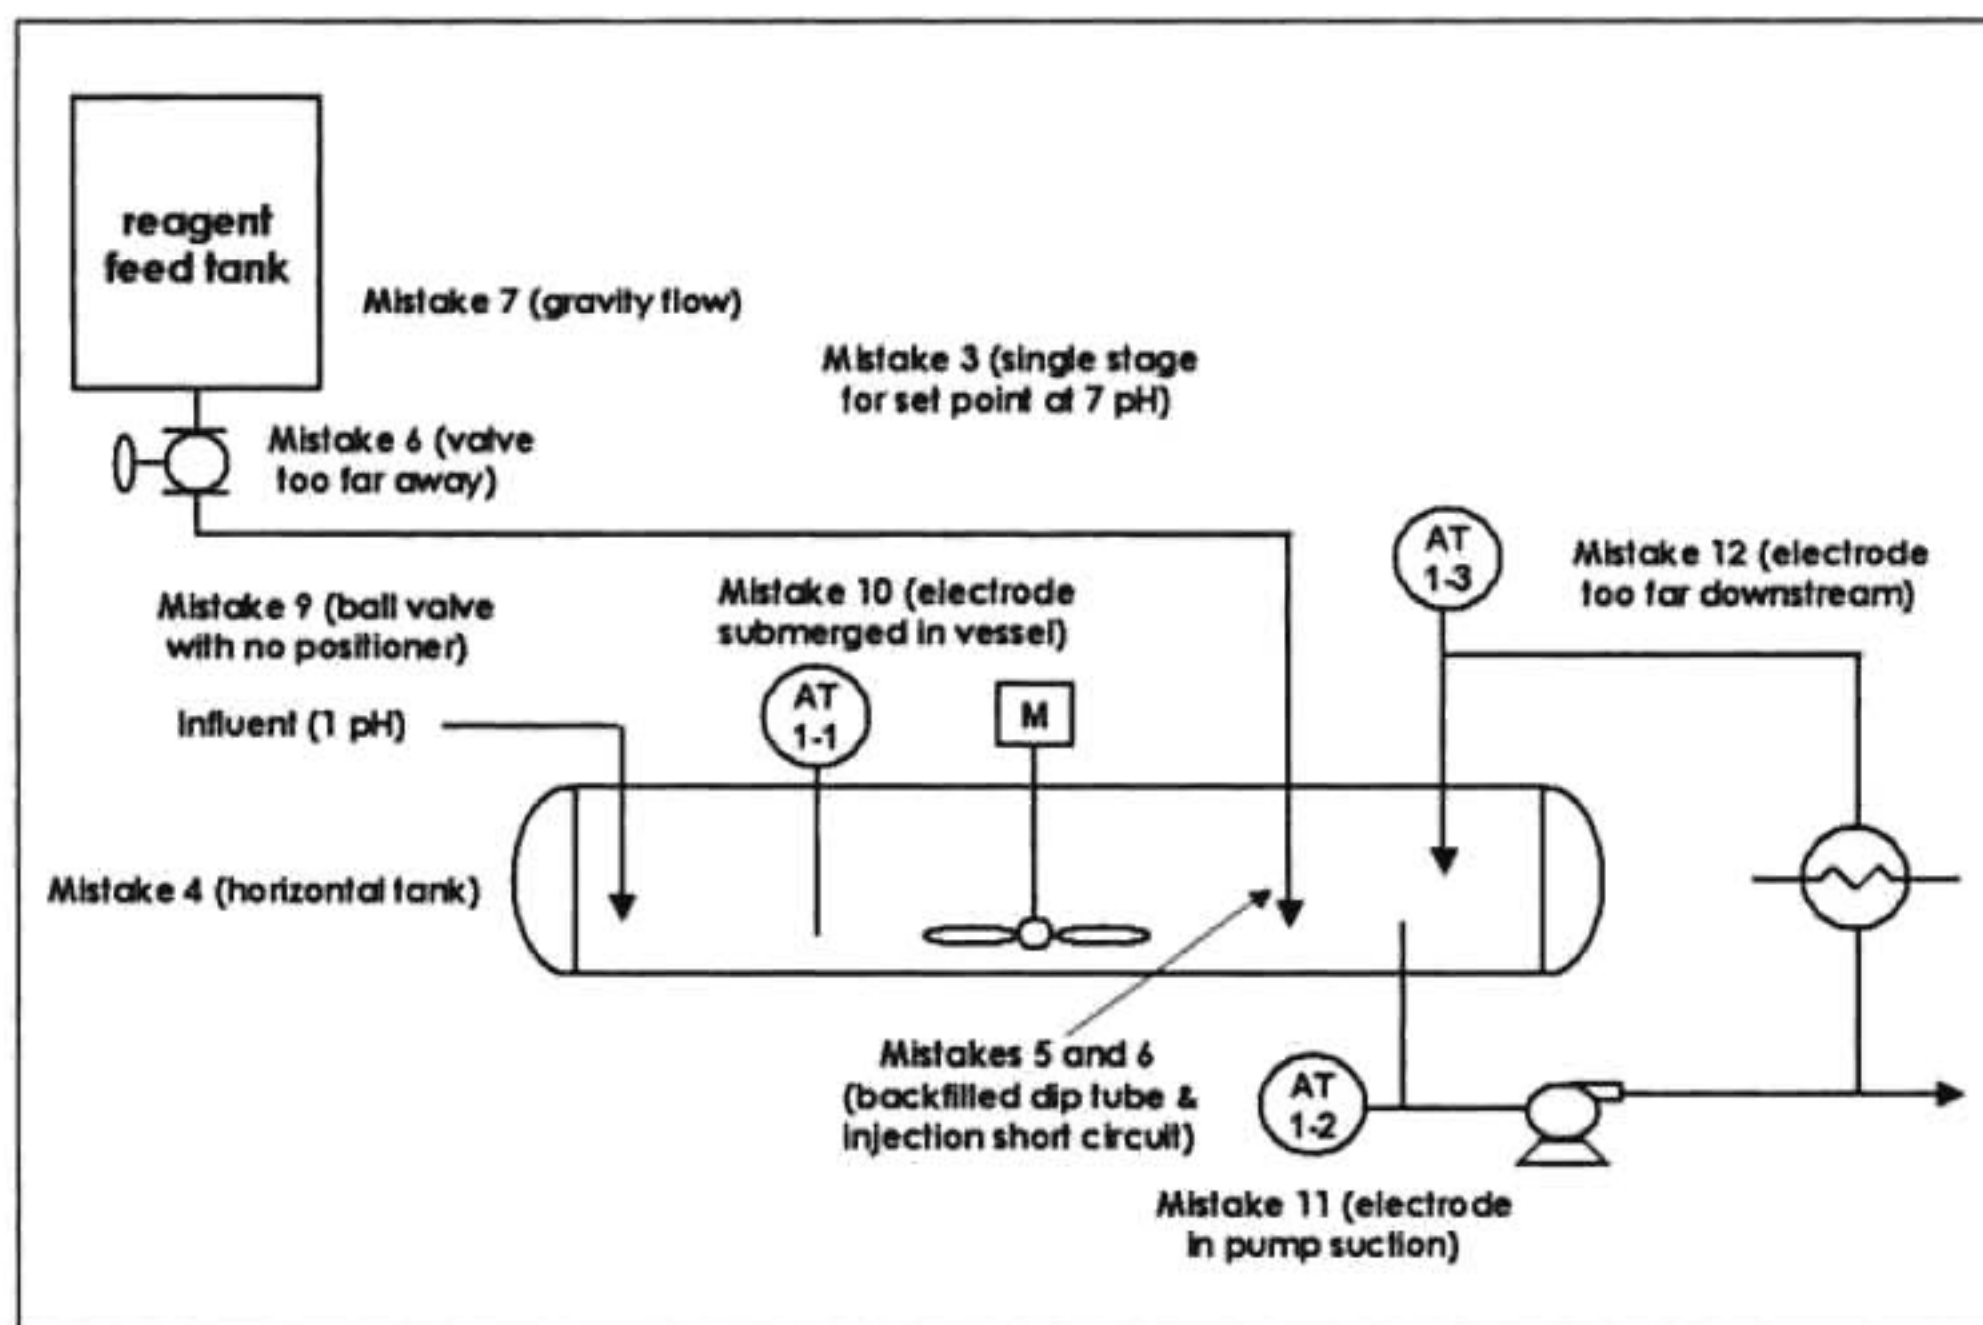 reagent
feed tank
Mistake 7 (gravity flow)
Mistake 3 (single stage
for set point at 7 pH)
Mistake 6 (valve
too far away)
AT
1-3
Mistake 12 (electrode
too far downstream)
Mistake 9 (ball valve
with no positioner)
Mistake 10 (electrode
submerged in vessel)
Influent (1 pH)
AT
1-1
M
Mistake 4 (horizontal tank)
Mistakes 5 and 6
(backfilled dip tube &
injection short circuit)
AT
1-2
Mistake 11 (electrode
in pump suction)